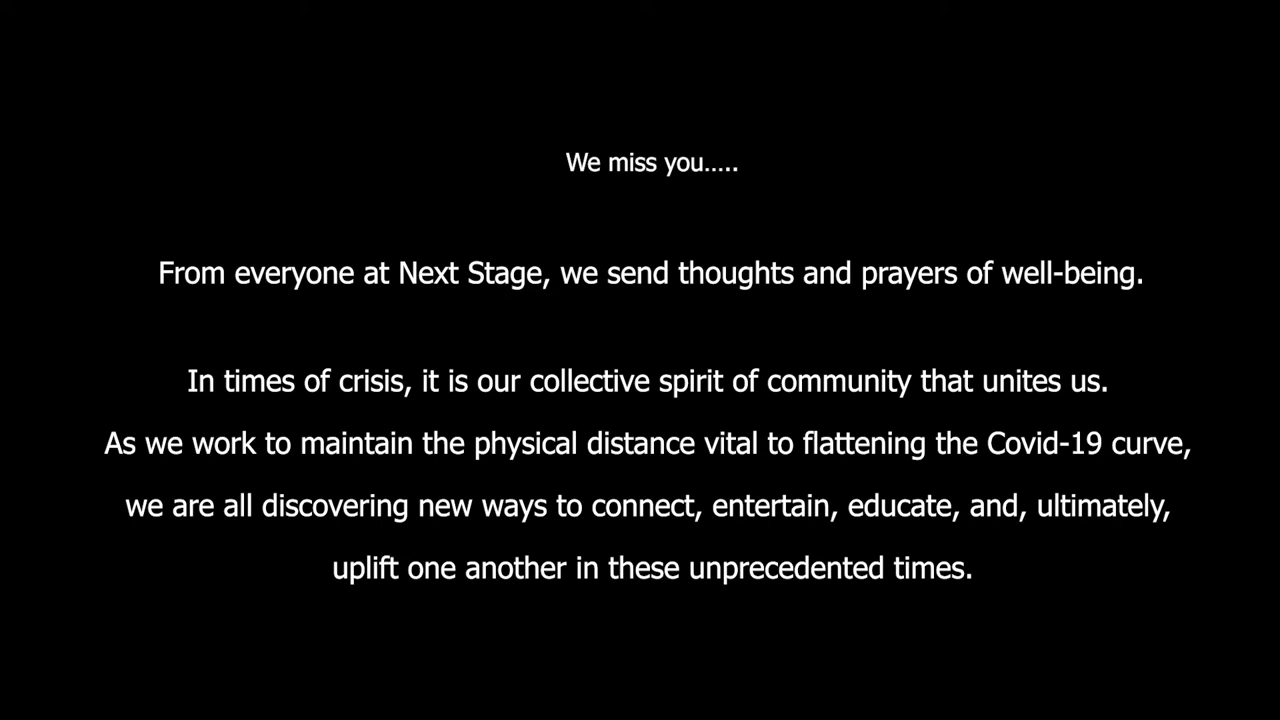 We miss you.....
From everyone at Next Stage, we send thoughts and prayers of well-being.
In times of crisis, it is our collective spirit of community that unites us.
As we work to maintain the physical distance vital to flattening the Covid-19 curve,
we are all discovering new ways to connect, entertain, educate, and, ultimately,
uplift one another in these unprecedented times.